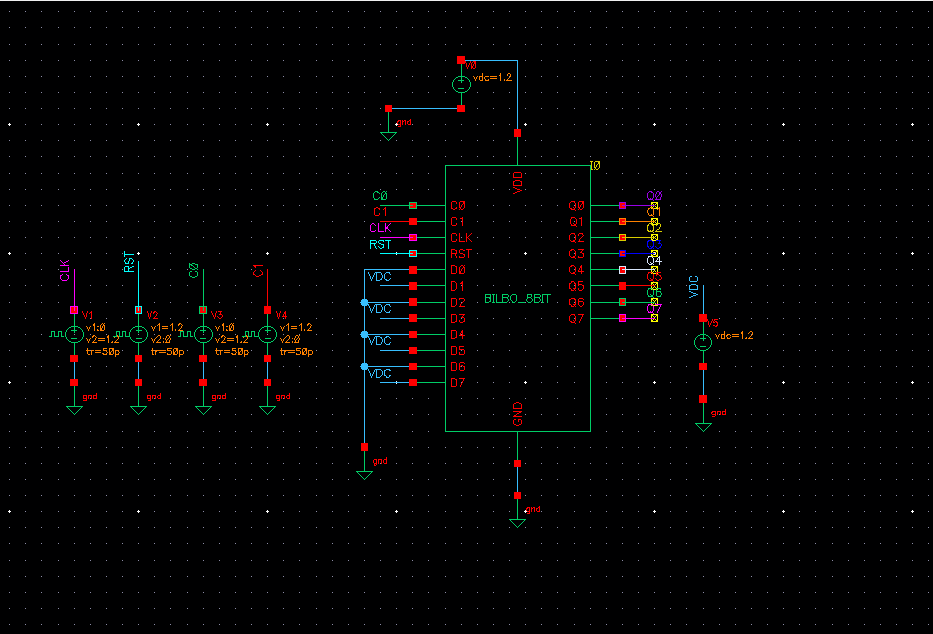 V0
vdc=1.2
gnd
I0
VDD
C0
C0
Q0
Q0
C1
C1
Q1
CLK
CLK
Q2
RST
RST
Q3
D0
Q4
Q4
VDC
D1
Q5
D2
BILBO_8BIT
Q6
VDC
D3
Q7
D4
VDC
D5
D6
VDC
D7
GND
gnd
gnd
CLK
V1
v1:0
v2=1.2
tr=50p
gnd
RST
V2
v1=1.2
v2:0
tr=50p
gnd
C0
V3
v1:0
v2=1.2
tr=50p
gnd
C1
V4
v1=1.2
v2:0
tr=50p
gnd
VDC
V5
vdc=1.2
gnd